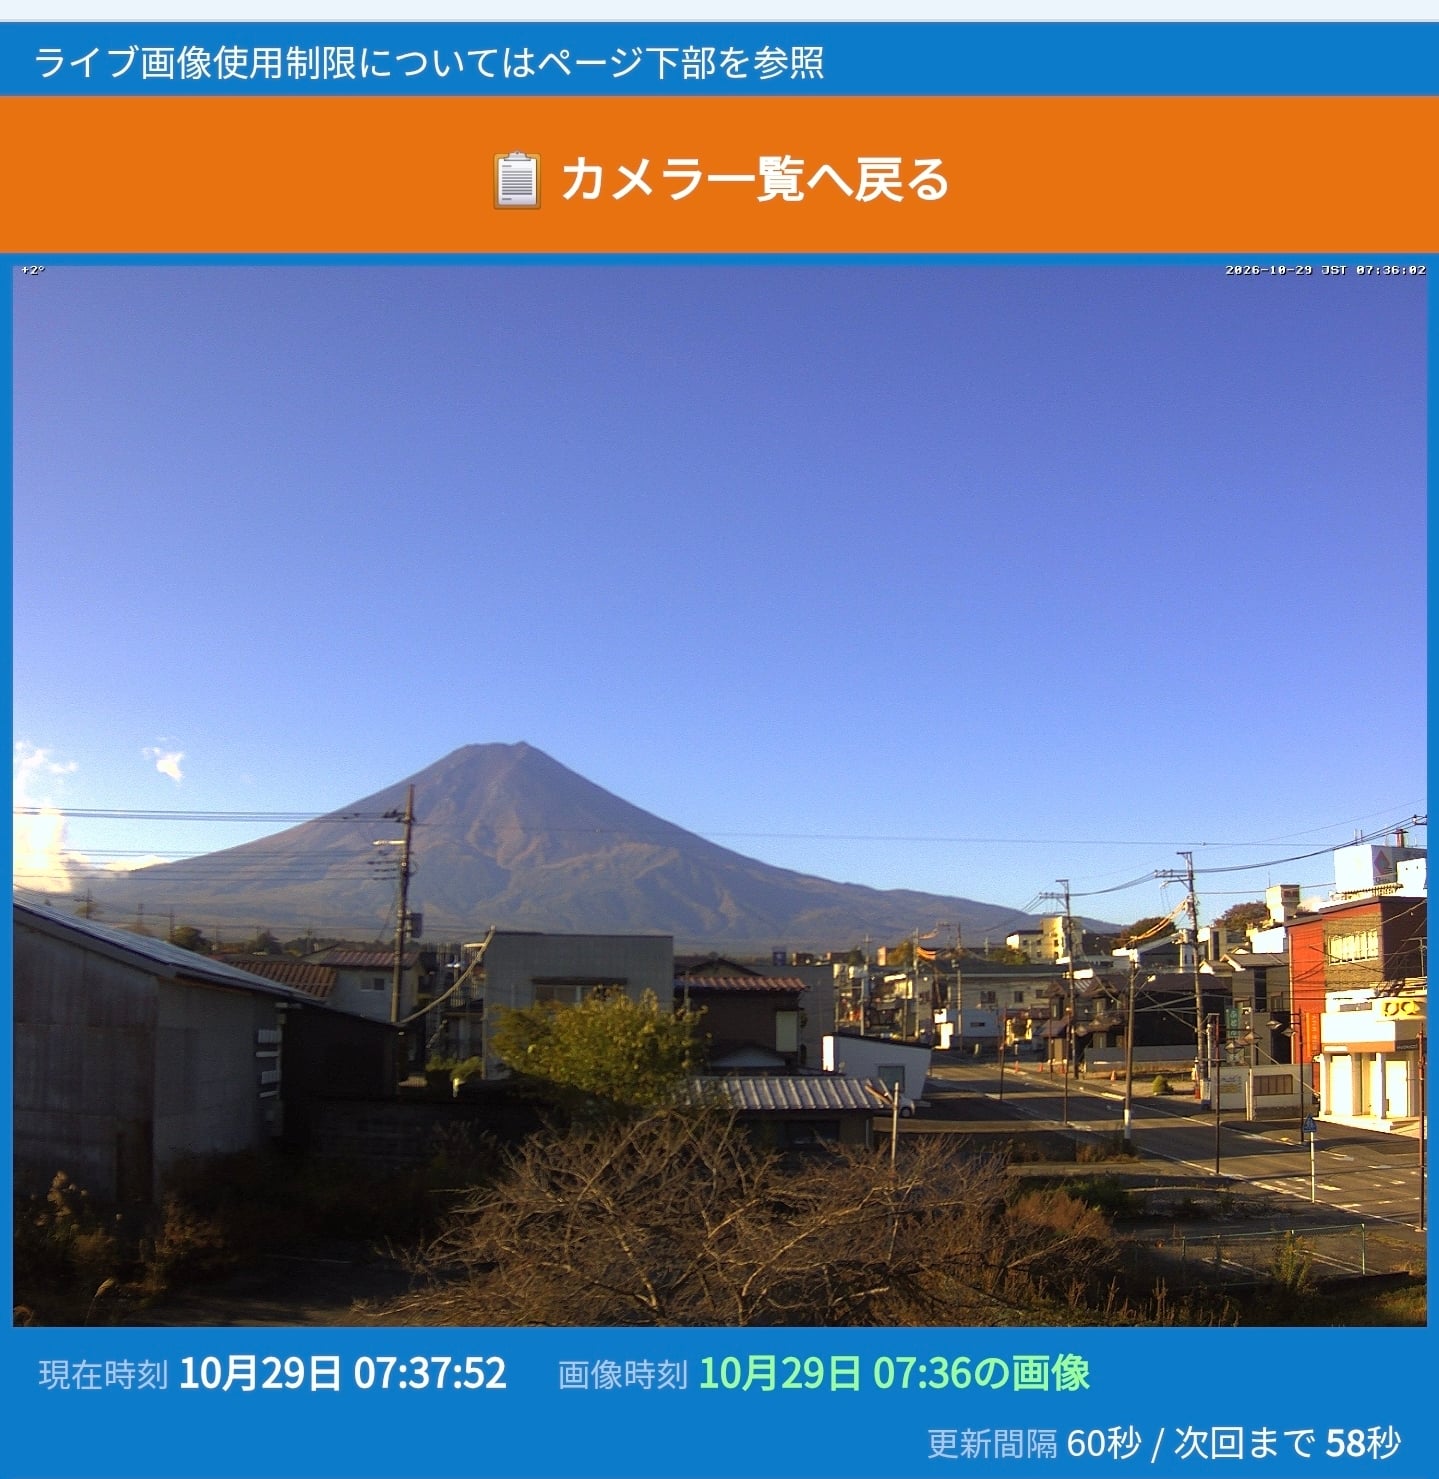 ライブ画像使用制限についてはページ下部を参照
📋 カメラ一覧へ戻る
+2°
2026-10-29 JST 07:36:02
現在時刻 10月29日 07:37:52 画像時刻 10月29日 07:36の画像
更新間隔 60秒 / 次回まで 58秒